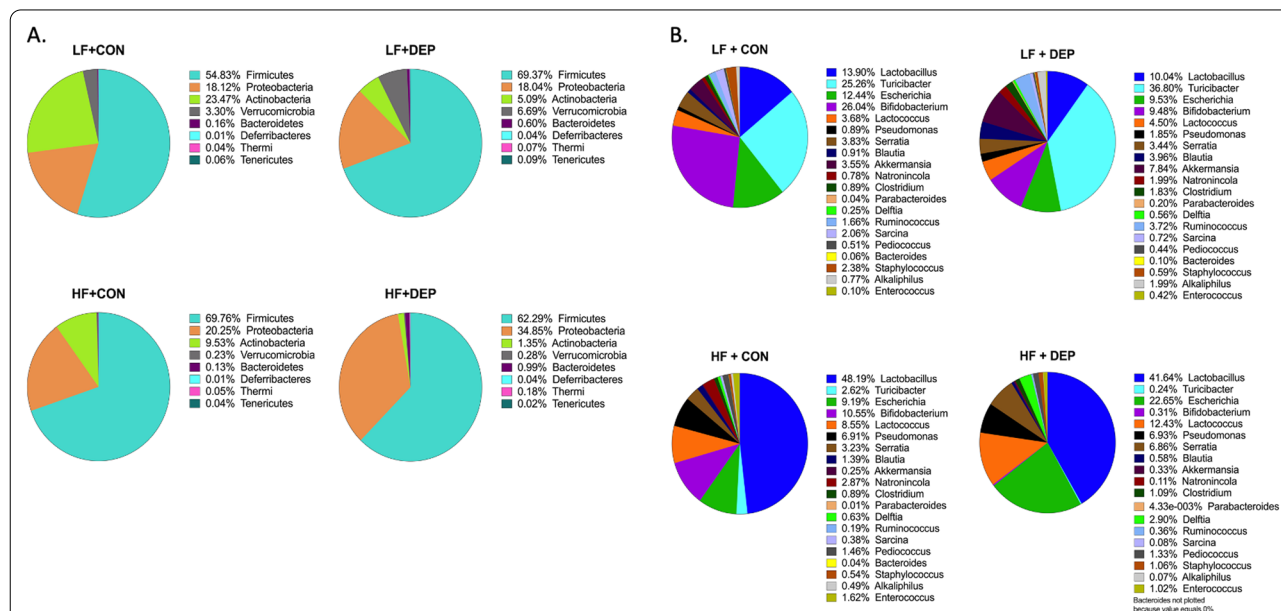 A.
LF+CON
54.83% Firmicutes
18.12% Proteobacteria
23.47% Actinobacteria
3.30% Verrucomicrobia
0.16% Bacteroidetes
0.01% Deferribacteres
0.04% Thermi
0.06% Tenericutes
LF+DEP
69.37% Firmicutes
18.04% Proteobacteria
5.09% Actinobacteria
6.69% Verrucomicrobia
0.60% Bacteroidetes
0.04% Deferribacteres
0.07% Thermi
0.09% Tenericutes
HF+CON
69.76% Firmicutes
20.25% Proteobacteria
9.53% Actinobacteria
0.23% Verrucomicrobia
0.13% Bacteroidetes
0.01% Deferribacteres
0.05% Thermi
0.04% Tenericutes
HF+DEP
62.29% Firmicutes
34.85% Proteobacteria
1.35% Actinobacteria
0.28% Verrucomicrobia
0.99% Bacteroidetes
0.04% Deferribacteres
0.18% Thermi
0.02% Tenericutes
B.
LF + CON
13.90% Lactobacillus
25.26% Turicibacter
12.44% Escherichia
26.04% Bifidobacterium
3.68% Lactococcus
0.89% Pseudomonas
3.83% Serratia
0.91% Blautia
3.55% Akkermansia
0.78% Natronincola
0.89% Clostridium
0.04% Parabacteroides
0.25% Delftia
1.66% Ruminococcus
2.06% Sarcina
0.51% Pediococcus
0.06% Bacteroides
2.38% Staphylococcus
0.77% Alkaliphilus
0.10% Enterococcus
LF + DEP
10.04% Lactobacillus
36.80% Turicibacter
9.53% Escherichia
9.48% Bifidobacterium
4.50% Lactococcus
1.85% Pseudomonas
3.44% Serratia
3.96% Blautia
7.84% Akkermansia
1.99% Natronincola
1.83% Clostridium
0.20% Parabacteroides
0.56% Delftia
3.72% Ruminococcus
0.72% Sarcina
0.44% Pediococcus
0.10% Bacteroides
0.59% Staphylococcus
1.99% Alkaliphilus
0.42% Enterococcus
HF + CON
48.19% Lactobacillus
2.62% Turicibacter
9.19% Escherichia
10.55% Bifidobacterium
8.55% Lactococcus
6.91% Pseudomonas
3.23% Serratia
1.39% Blautia
0.25% Akkermansia
2.87% Natronincola
0.89% Clostridium
0.01% Parabacteroides
0.63% Delftia
0.19% Ruminococcus
0.38% Sarcina
1.46% Pediococcus
0.04% Bacteroides
0.54% Staphylococcus
0.49% Alkaliphilus
1.62% Enterococcus
HF + DEP
41.64% Lactobacillus
0.24% Turicibacter
22.65% Escherichia
0.31% Bifidobacterium
12.43% Lactococcus
6.93% Pseudomonas
6.86% Serratia
0.58% Blautia
0.33% Akkermansia
0.11% Natronincola
1.09% Clostridium
4.33e-003% Parabacteroides
2.90% Delftia
0.36% Ruminococcus
0.08% Sarcina
1.33% Pediococcus
1.06% Staphylococcus
0.07% Alkaliphilus
1.02% Enterococcus
Bacteroides not plotted
because value equals 0%